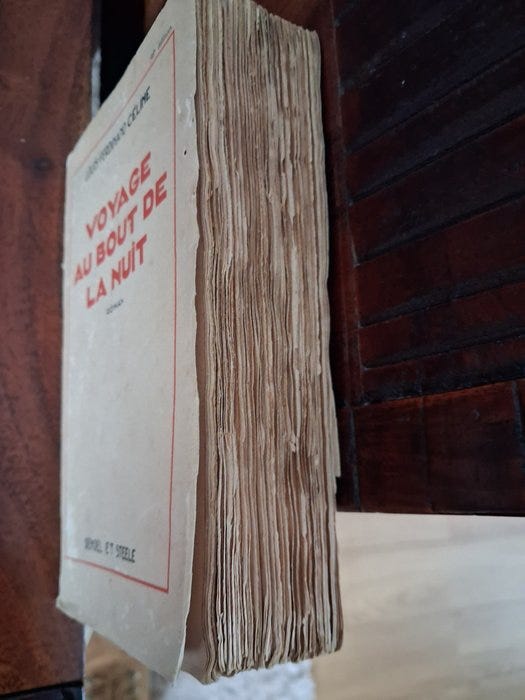 LOUIS-FERDINAND CÉLINE
VOYAGE
AU BOUT DE
LA NUIT
ROMAN
DENOËL ET STEELE